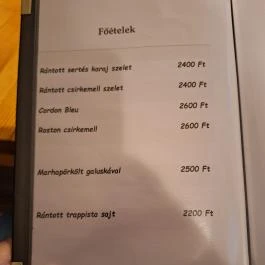 Főételek
Rántott sertés karaj szelet 2400 Ft
Rántott csirkemell szelet 2400 Ft
Cordon Bleu 2600 Ft
Roston csirkemell 2600 Ft
Marhapörkölt galuskával 2500 Ft
Rántott trappista sajt 2200 Ft